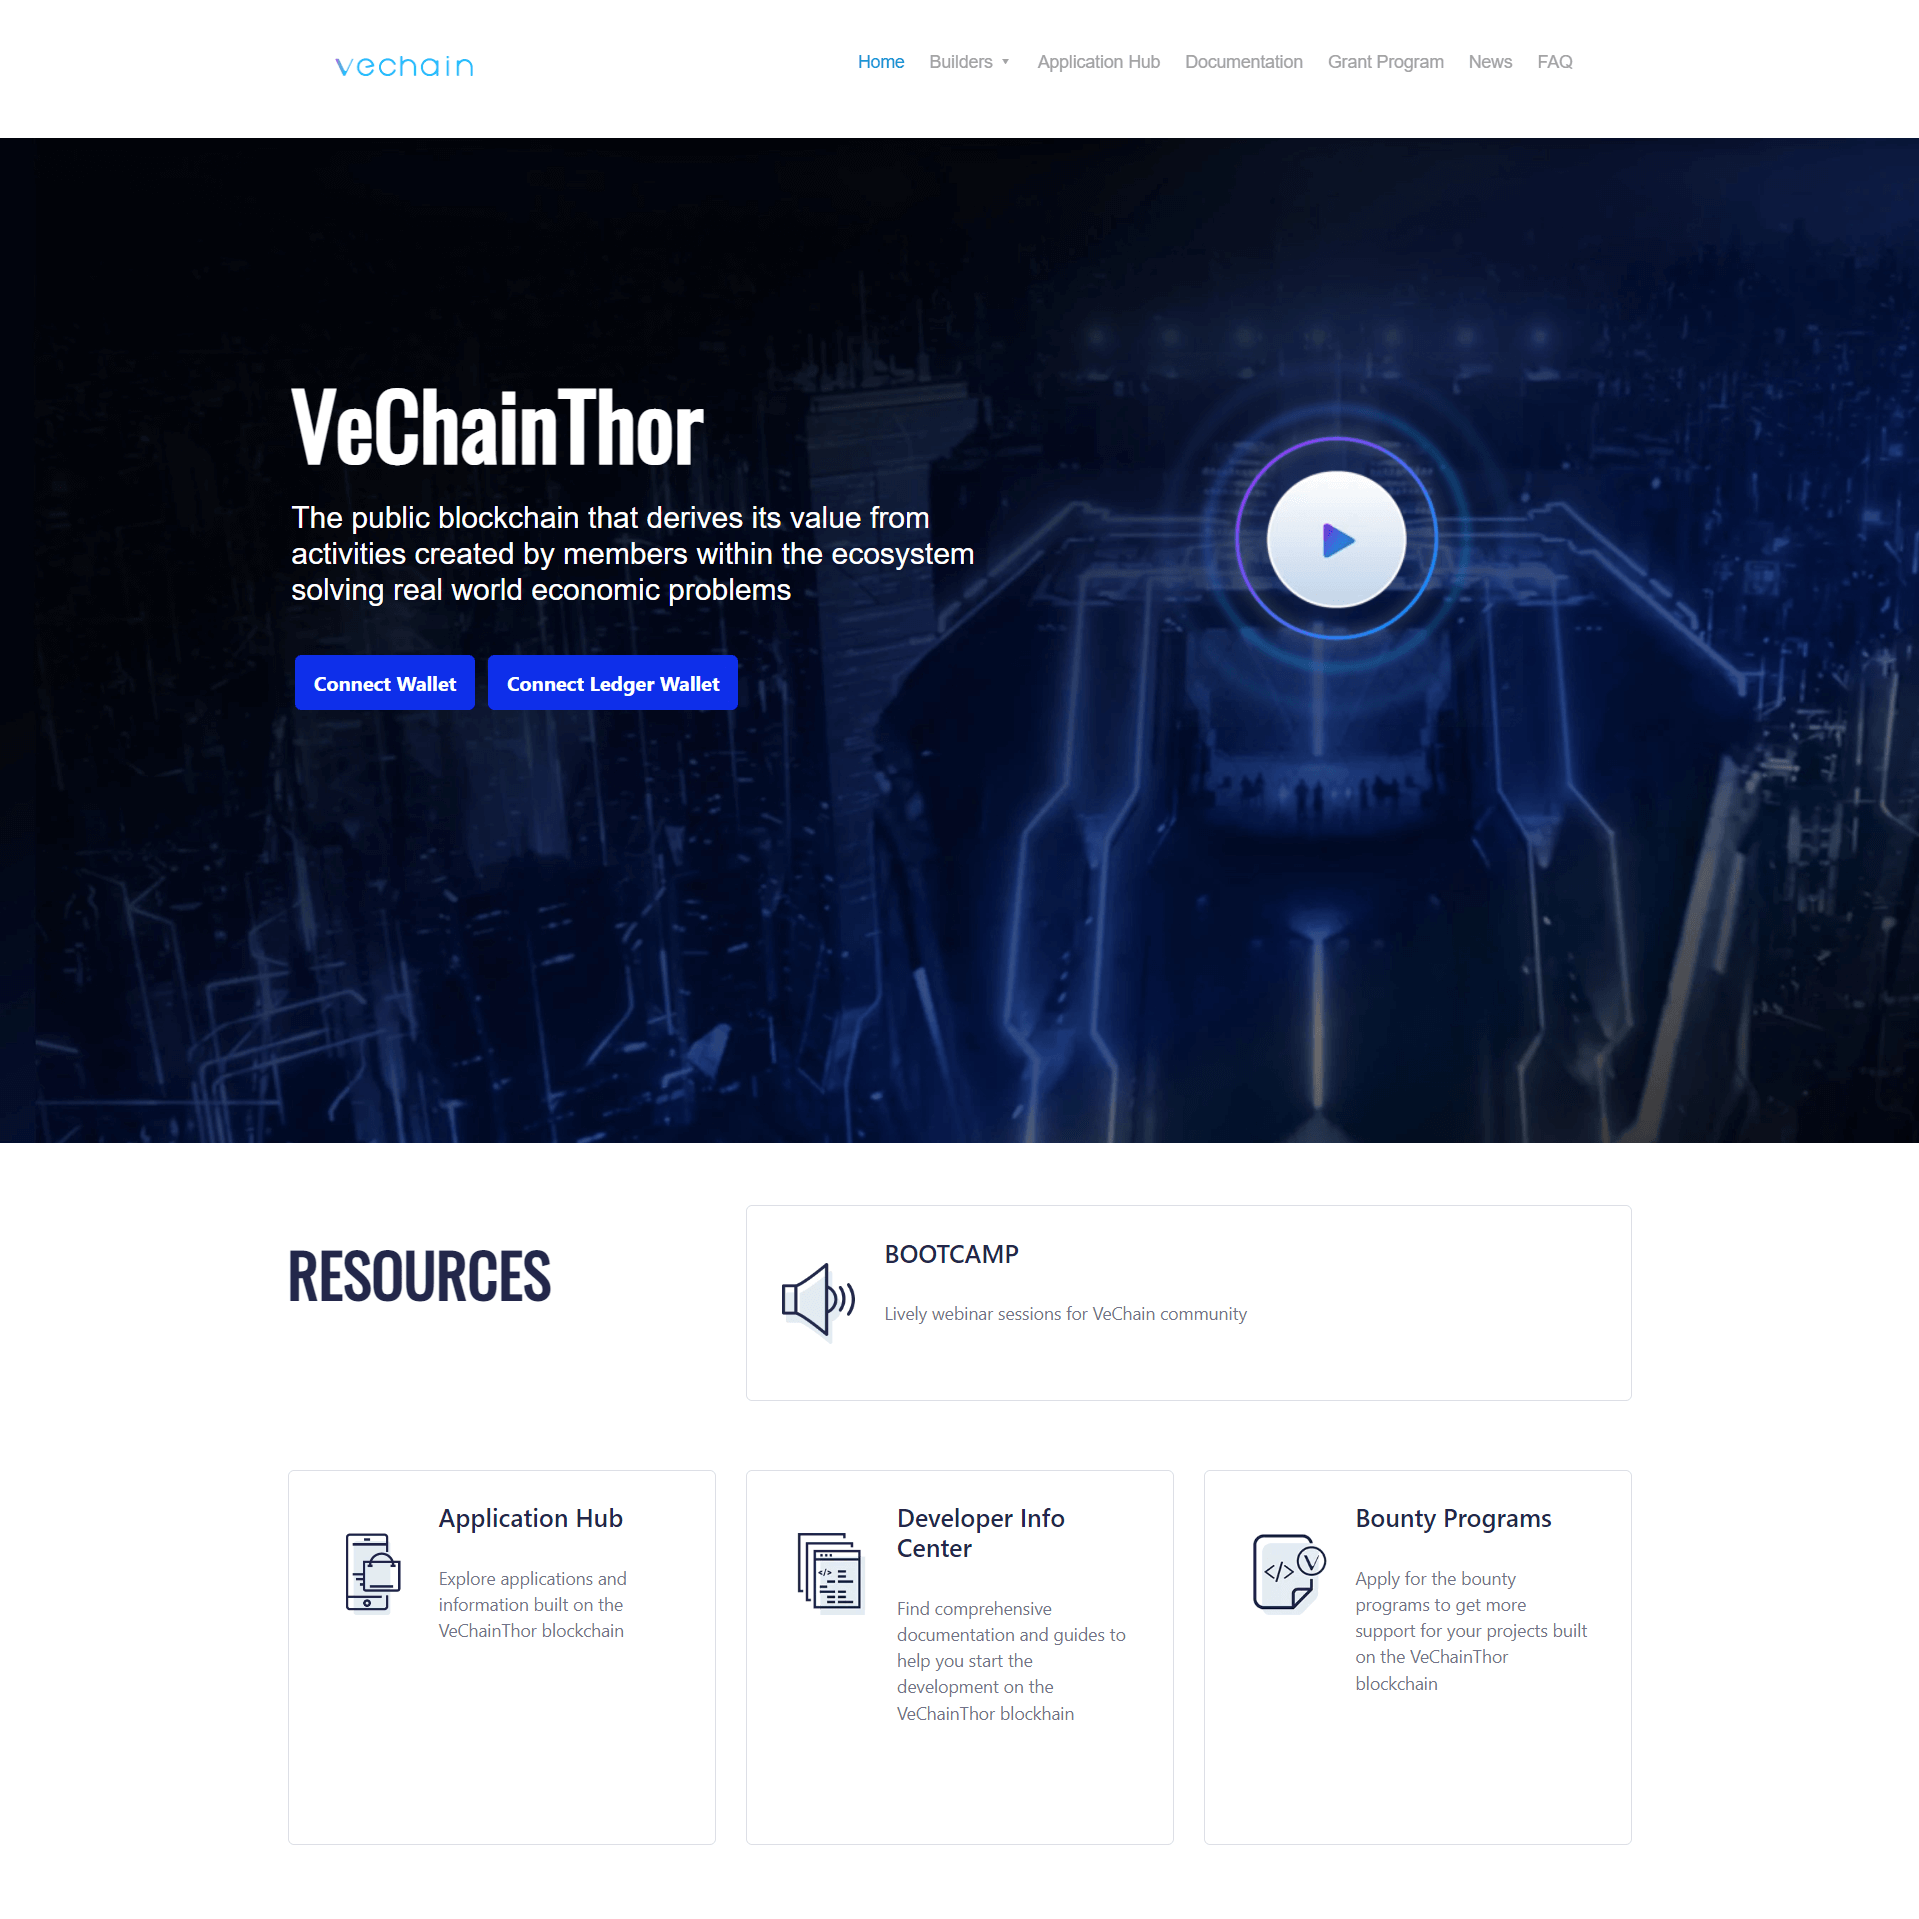 vechain
Home Builders Application Hub Documentation Grant Program News FAQ
VeChainThor
The public blockchain that derives its value from
activities created by members within the ecosystem
solving real world economic problems
Connect Wallet Connect Ledger Wallet
RESOURCES
BOOTCAMP
Lively webinar sessions for VeChain community
Application Hub
Explore applications and
information built on the
VeChainThor blockchain
Developer Info
Center
Find comprehensive
documentation and guides to
help you start the
development on the
VeChainThor blockhain
Bounty Programs
Apply for the bounty
programs to get more
support for your projects built
on the VeChainThor
blockchain